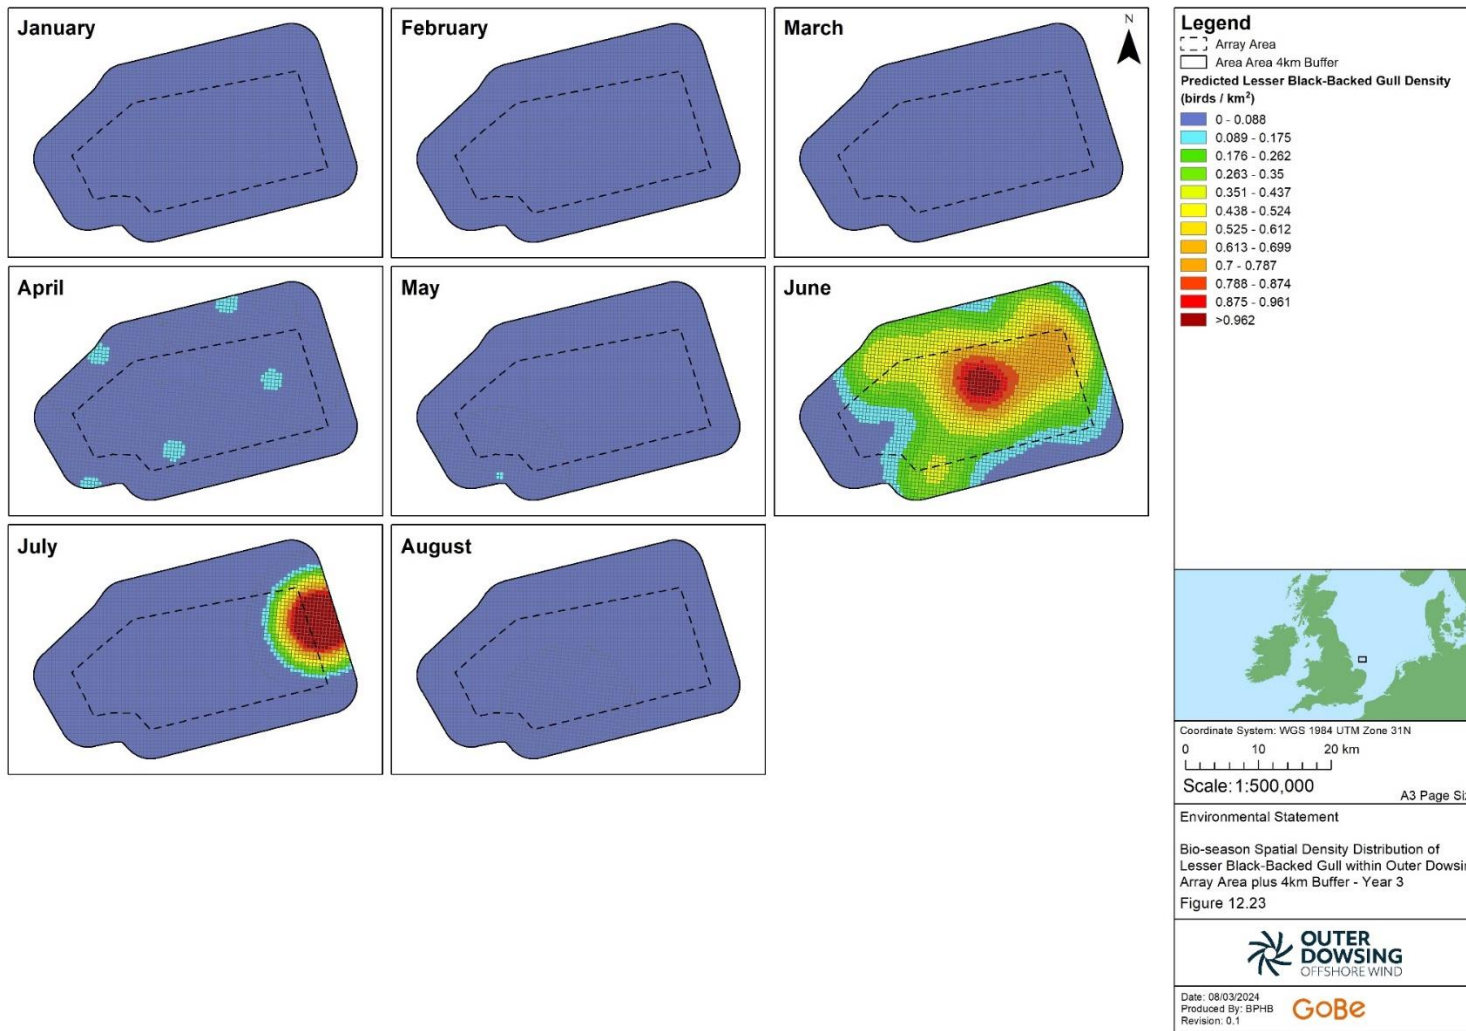 January
February
March
N
April
May
June
July
August
Legend
Array Area
Area Area 4km Buffer
Predicted Lesser Black-Backed Gull Density
(birds / km²)
0 - 0.088
0.089 - 0.175
0.176 - 0.262
0.263 - 0.35
0.351 - 0.437
0.438 - 0.524
0.525 - 0.612
0.613 - 0.699
0.7 - 0.787
0.788 - 0.874
0.875 - 0.961
>0.962
Coordinate System: WGS 1984 UTM Zone 31N
0 10 20 km
Scale: 1:500,000
A3 Page Siz
Environmental Statement
Bio-season Spatial Density Distribution of
Lesser Black-Backed Gull within Outer Dowsin
Array Area plus 4km Buffer - Year 3
Figure 12.23
OUTER
DOWSING
OFFSHORE WIND
Date: 08/03/2024
Produced By: BPHB
Revision: 0.1
GoBe